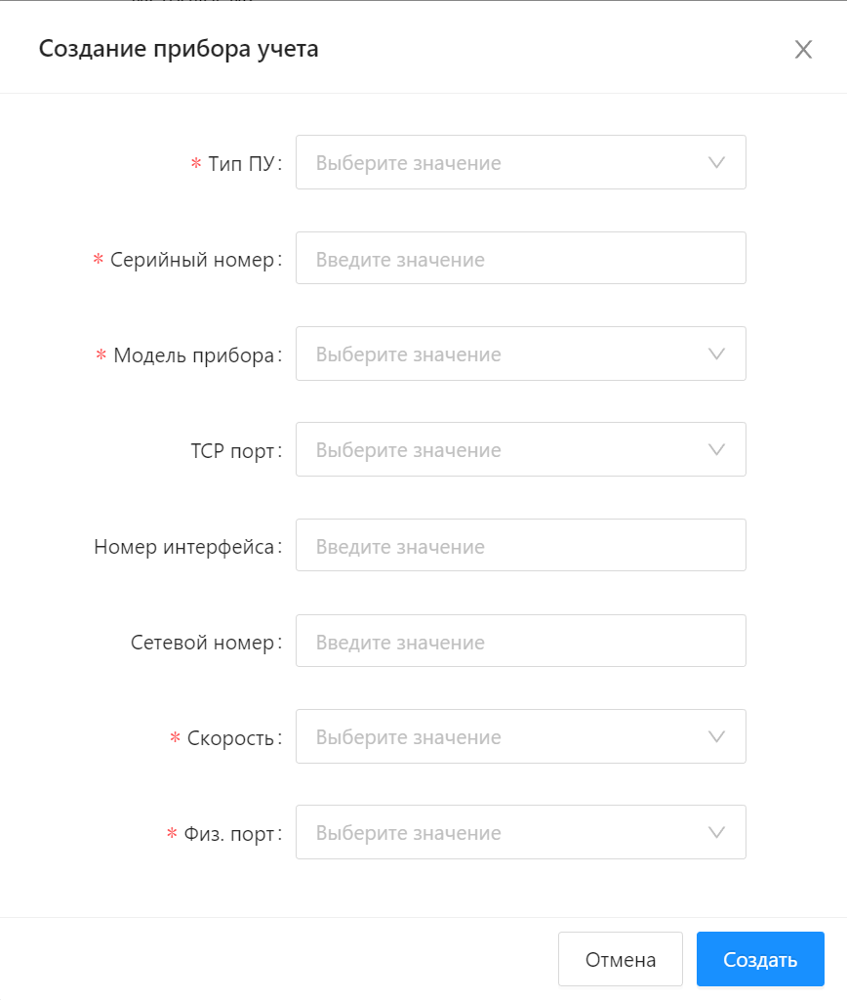 Создание прибора учета
* Тип ПУ: Выберите значение
* Серийный номер: Введите значение
* Модель прибора: Выберите значение
TCP порт: Выберите значение
Номер интерфейса: Введите значение
Сетевой номер: Введите значение
* Скорость: Выберите значение
* Физ. порт: Выберите значение
Отмена Создать